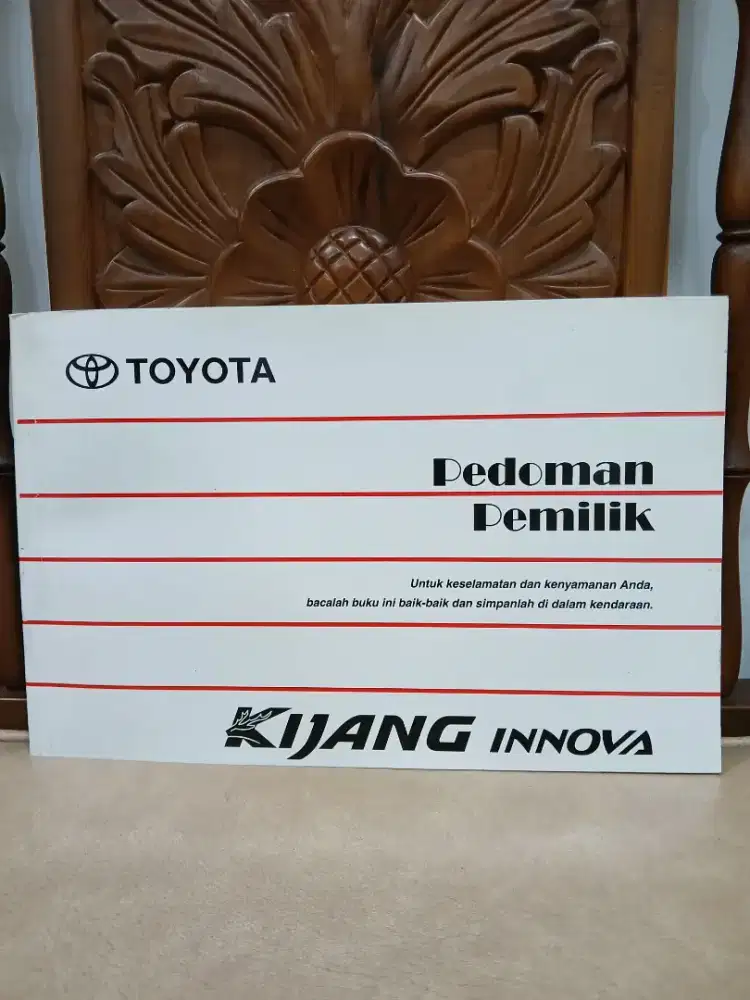 TOYOTA
Pedoman
Pemilik
Untuk keselamatan dan kenyamanan Anda,
bacalah buku ini baik-baik dan simpanlah di dalam kendaraan.
KIJANG INNOVA